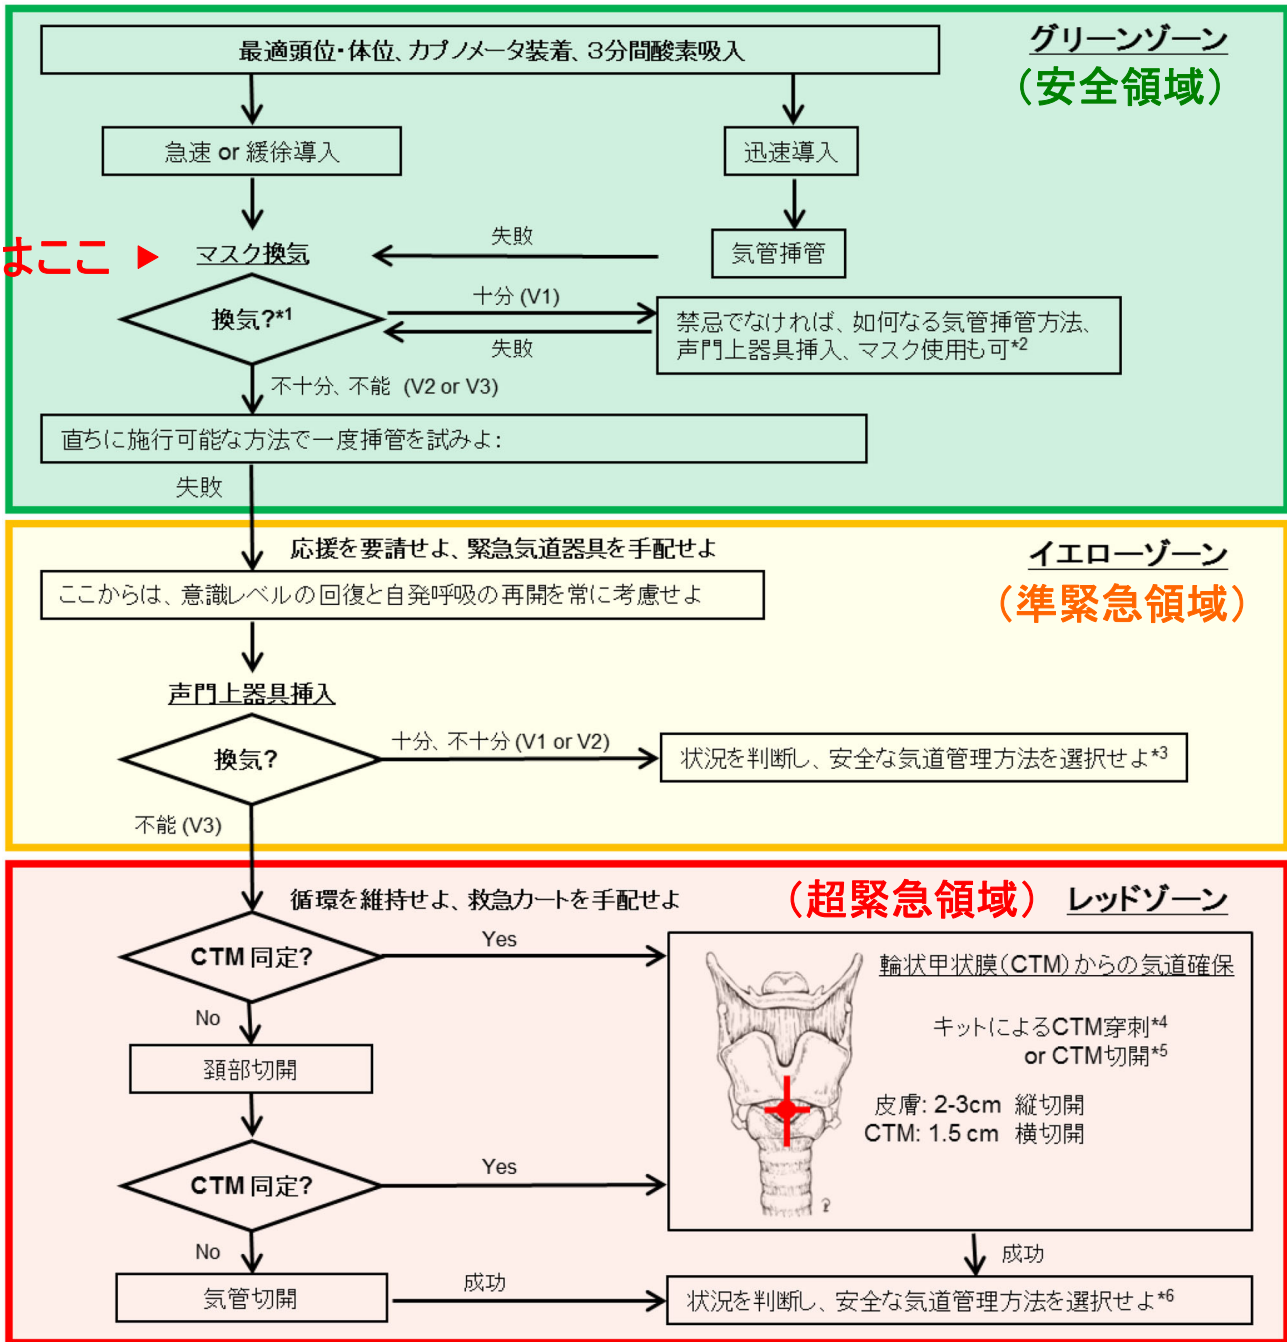 グリーンゾーン
（安全領域）
最適頭位・体位、カプノメータ装着、３分間酸素吸入
急速 or 緩徐導入
迅速導入
はここ ▶
マスク換気
失敗
気管挿管
換気?*1
十分 (V1)
失敗
禁忌でなければ、如何なる気管挿管方法、
声門上器具挿入、マスク使用も可*2
不十分、不能 (V2 or V3)
直ちに施行可能な方法で一度挿管を試みよ:
失敗
イエローゾーン
（準緊急領域）
応援を要請せよ、緊急気道器具を手配せよ
ここからは、意識レベルの回復と自発呼吸の再開を常に考慮せよ
声門上器具挿入
換気?
十分、不十分 (V1 or V2)
状況を判断し、安全な気道管理方法を選択せよ*3
不能 (V3)
（超緊急領域） レッドゾーン
循環を維持せよ、救急カートを手配せよ
CTM 同定?
Yes
輪状甲状膜（CTM）からの気道確保
キットによるCTM穿刺*4
or CTM切開*5
皮膚: 2-3cm 縦切開
CTM: 1.5 cm 横切開
No
頚部切開
CTM 同定?
Yes
No
成功
気管切開
成功
状況を判断し、安全な気道管理方法を選択せよ*6